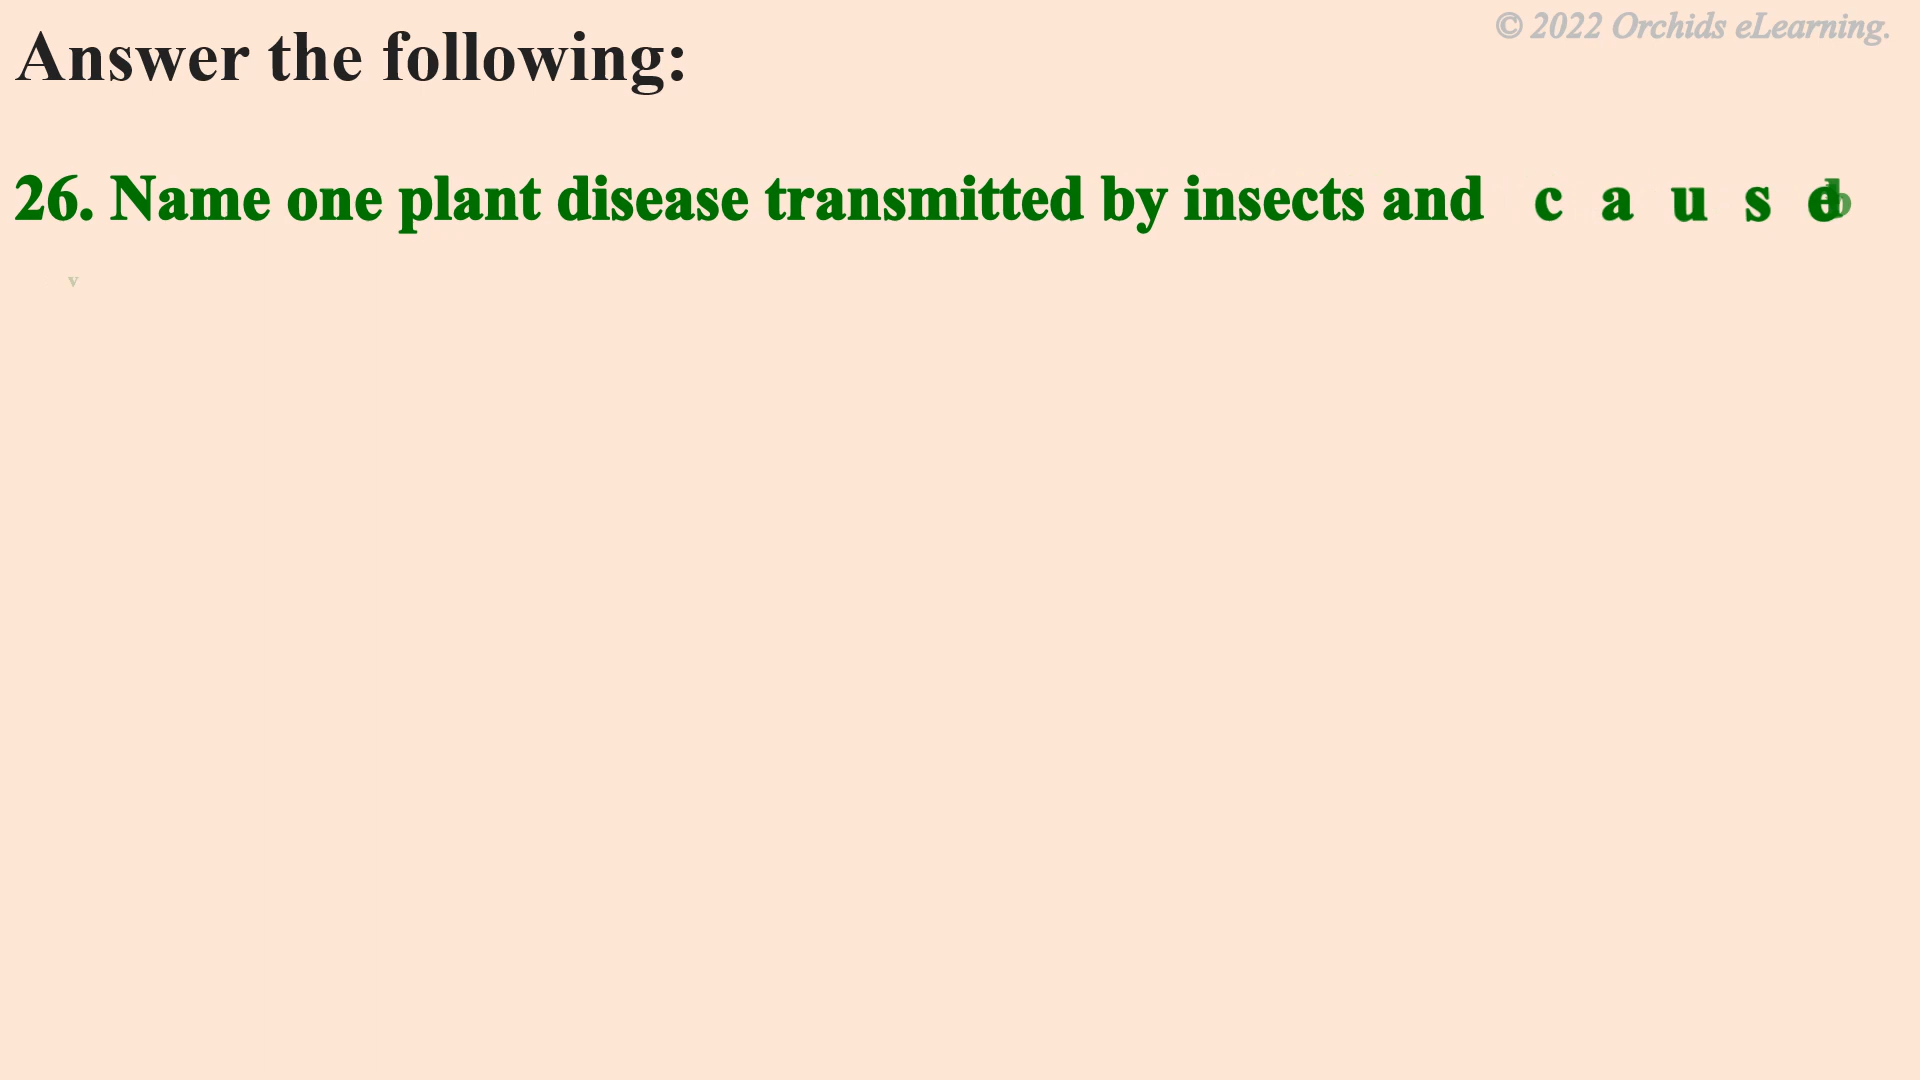 © 2022 Orchids eLearning.
Answer the following:
26. Name one plant disease transmitted by insects and c a u s e d b
v